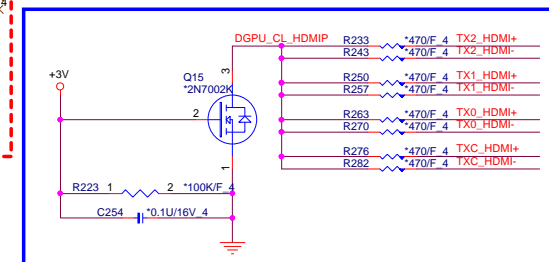 4
DGPU_CL_HDMIP
R233 *470/F_4 TX2_HDMI+
R243 *470/F_4 TX2_HDMI-
+3V
Q15
*2N7002K
3
R250 *470/F_4 TX1_HDMI+
R257 *470/F_4 TX1_HDMI-
2
R263 *470/F_4 TX0_HDMI+
R270 *470/F_4 TX0_HDMI-
1
R276 *470/F_4 TXC_HDMI+
R282 *470/F_4 TXC_HDMI-
R223 1 2 *100K/F_4
C254 *0.1U/16V_4